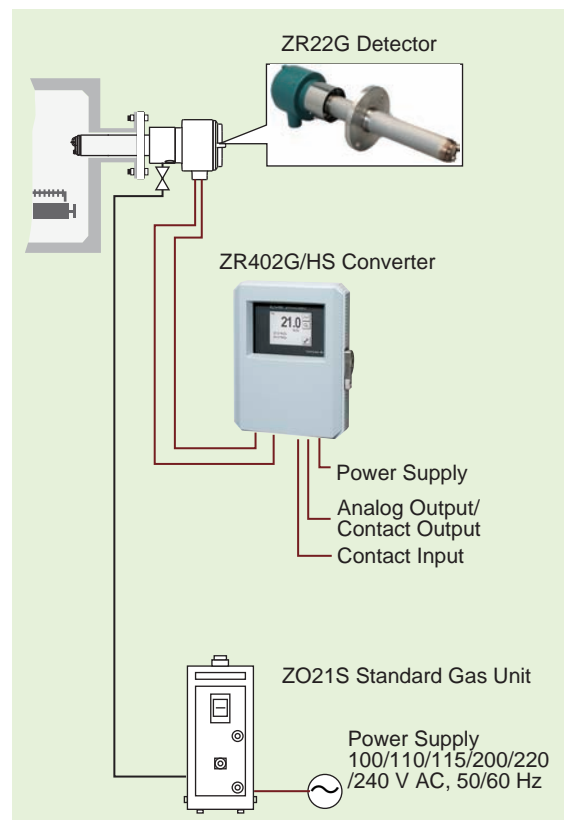 ZR22G Detector
ZR402G/HS Converter
21.0
Power Supply
Analog Output/
Contact Output
Contact Input
ZO21S Standard Gas Unit
Power Supply
100/110/115/200/220
/240 V AC, 50/60 Hz